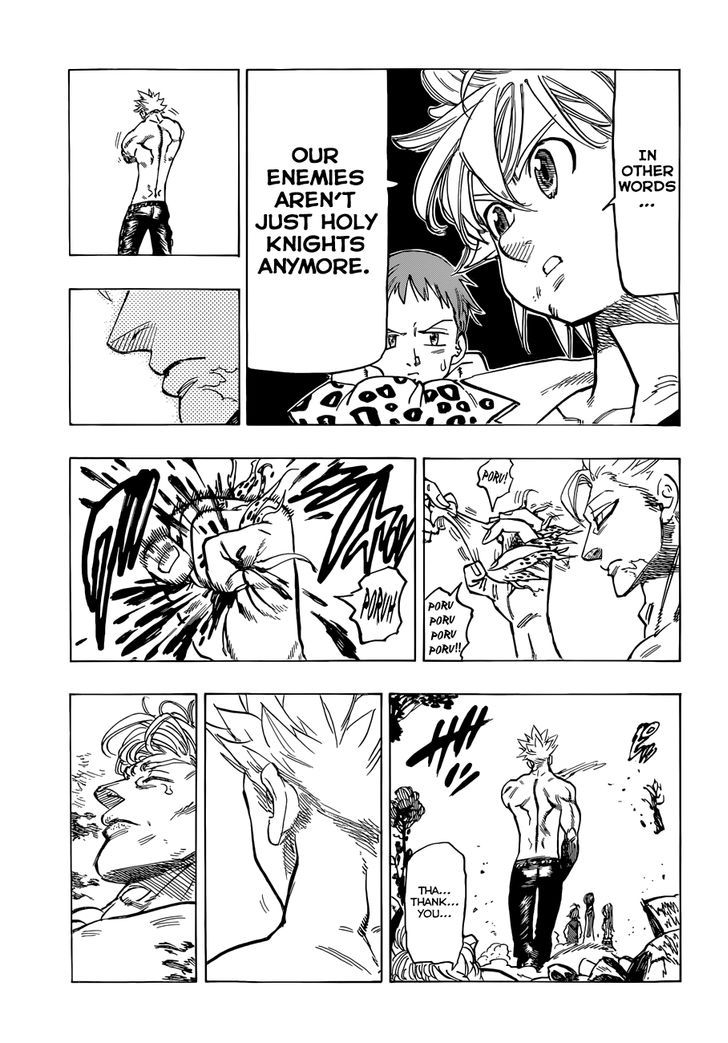 IN
OTHER
WORDS
...
OUR
ENEMIES
AREN'T
JUST HOLY
KNIGHTS
ANYMORE.
PORU!
PORU
PORU
PORU
PORU!!
PORUH
THA...
THANK...
YOU...